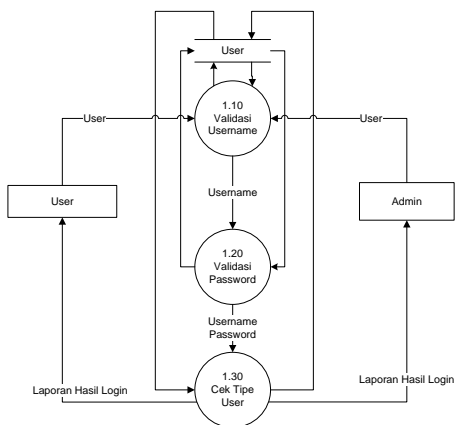 User
1.10
Validasi
Username
User
User
Username
User
Admin
1.20
Validasi
Password
Username
Password
1.30
Cek Tipe
User
Laporan Hasil Login
Laporan Hasil Login